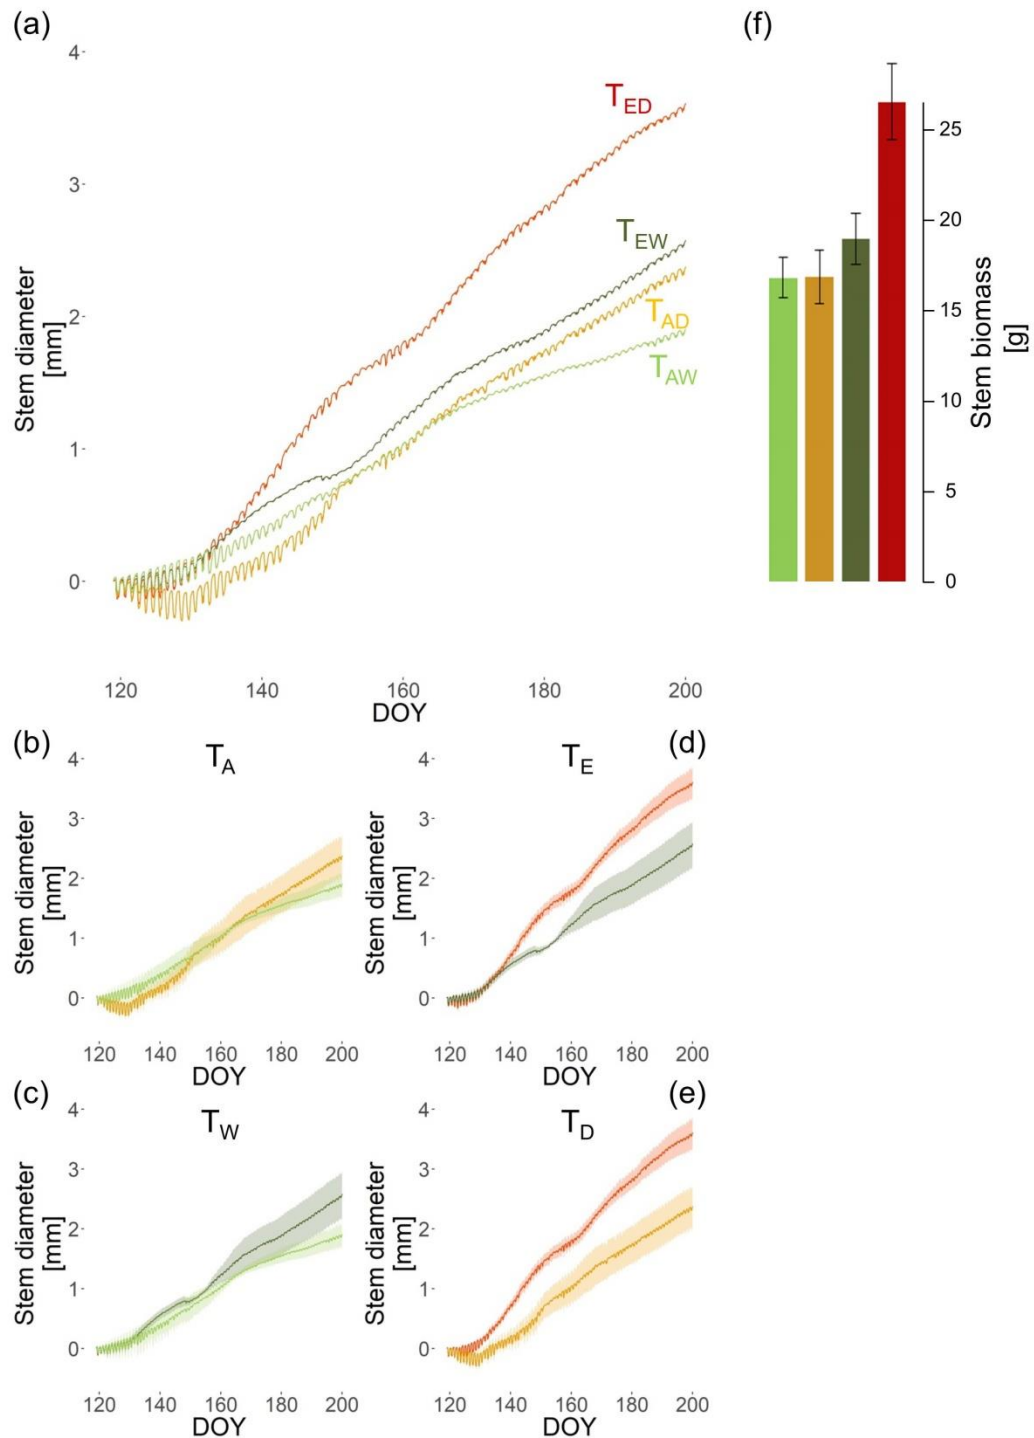 (a)
(f)
4
3
2
1
0
Stem diameter
[mm]
T_ED
T_EW
T_AD
T_AW
120 140 160 180 200
DOY
25
20
15
10
5
0
Stem biomass
[g]
(b)
T_A
4
3
2
1
0
Stem diameter
[mm]
120 140 160 180 200
DOY
(d)
T_E
4
3
2
1
0
Stem diameter
[mm]
120 140 160 180 200
DOY
(c)
T_W
4
3
2
1
0
Stem diameter
[mm]
120 140 160 180 200
DOY
(e)
T_D
4
3
2
1
0
Stem diameter
[mm]
120 140 160 180 200
DOY